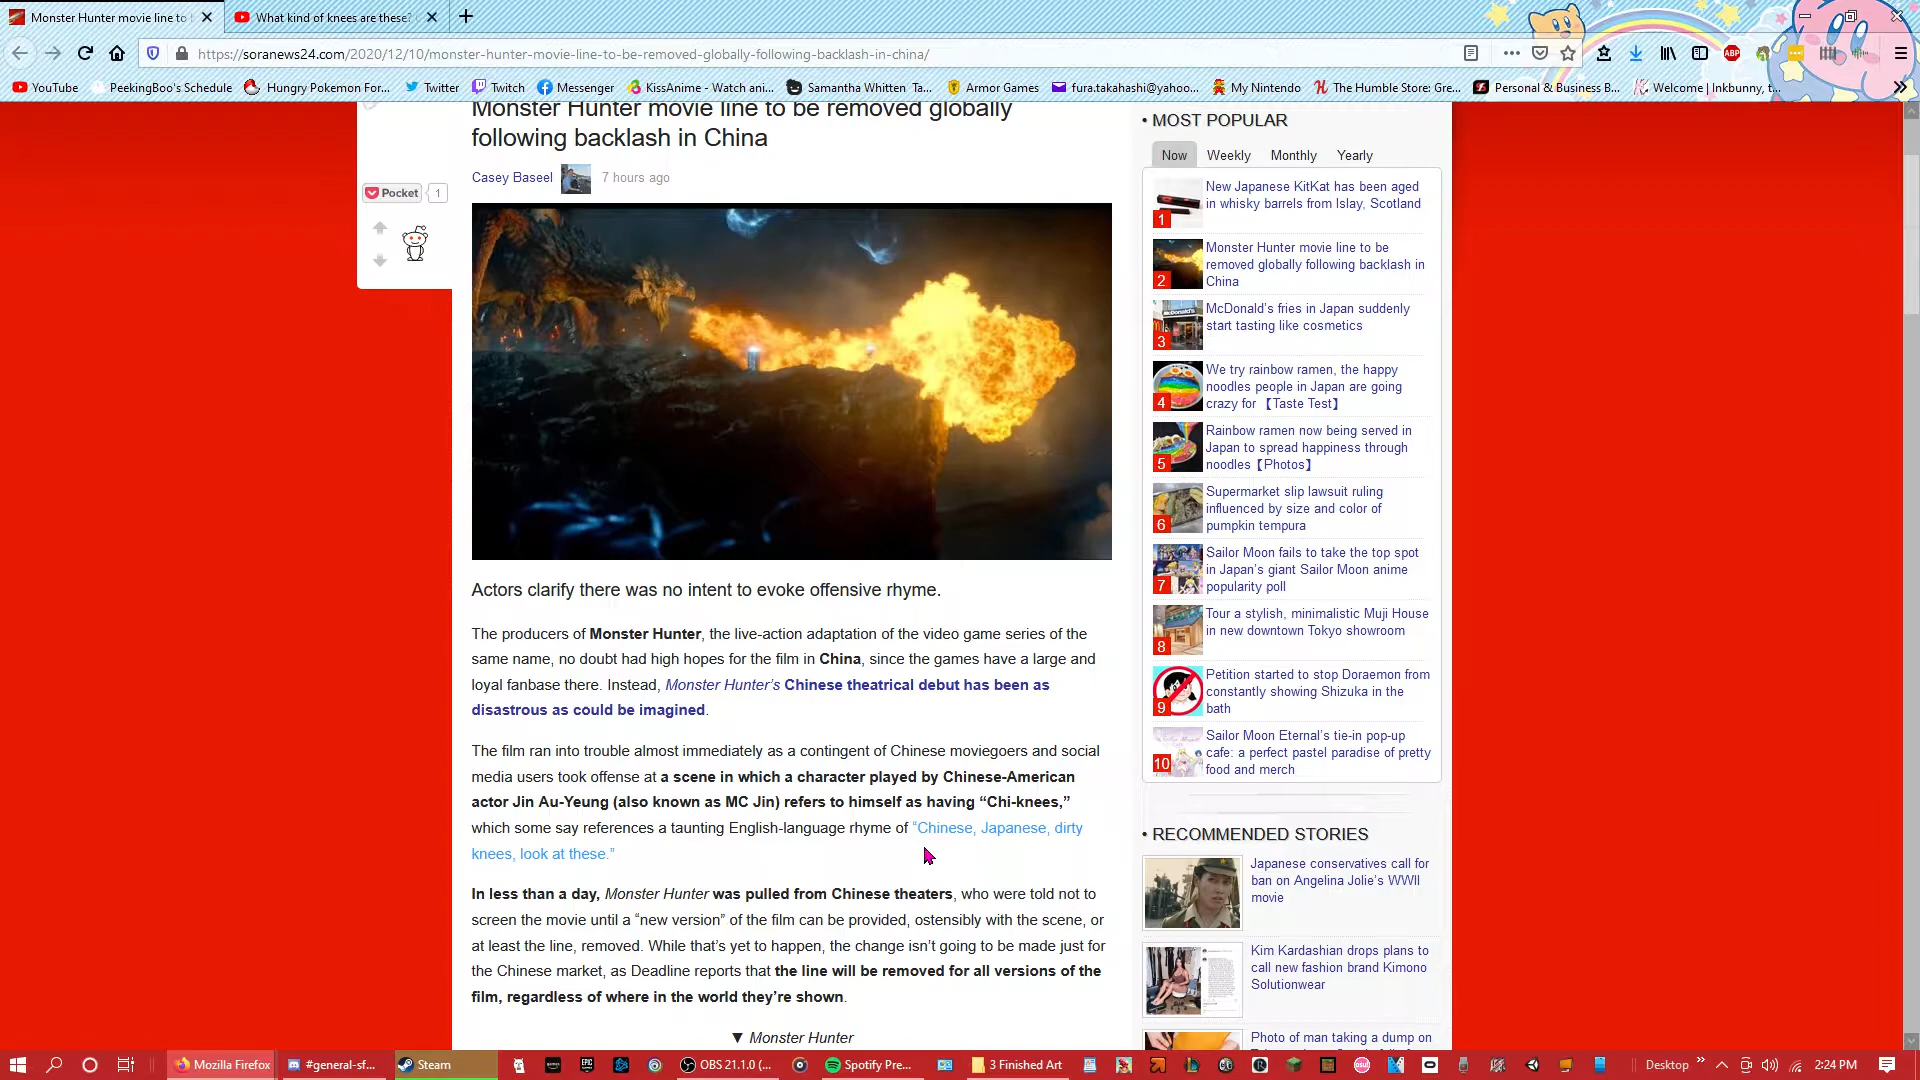 Monster Hunter movie line to b
What kind of knees are these?
https://soranews24.com/2020/12/10/monster-hunter-movie-line-to-be-removed-globally-following-backlash-in-china/
ABP
YouTube
PeekingBoo's Schedule
Hungry Pokemon For...
Twitter
Twitch
Messenger
KissAnime - Watch ani...
Samantha Whitten Ta...
Armor Games
fura.takahashi@yahoo...
My Nintendo
The Humble Store: Gre...
Personal & Business B...
Welcome | Inkbunny, t...
Monster Hunter movie line to be removed globally
following backlash in China
Casey Baseel
7 hours ago
Pocket
1
Actors clarify there was no intent to evoke offensive rhyme.
The producers of Monster Hunter, the live-action adaptation of the video game series of the
same name, no doubt had high hopes for the film in China, since the games have a large and
loyal fanbase there. Instead, Monster Hunter's Chinese theatrical debut has been as
disastrous as could be imagined.
The film ran into trouble almost immediately as a contingent of Chinese moviegoers and social
media users took offense at a scene in which a character played by Chinese-American
actor Jin Au-Yeung (also known as MC Jin) refers to himself as having “Chi-knees,”
which some say references a taunting English-language rhyme of “Chinese, Japanese, dirty
knees, look at these.”
In less than a day, Monster Hunter was pulled from Chinese theaters, who were told not to
screen the movie until a “new version” of the film can be provided, ostensibly with the scene, or
at least the line, removed. While that’s yet to happen, the change isn’t going to be made just for
the Chinese market, as Deadline reports that the line will be removed for all versions of the
film, regardless of where in the world they’re shown.
▼ Monster Hunter
• MOST POPULAR
Now
Weekly
Monthly
Yearly
1
New Japanese KitKat has been aged
in whisky barrels from Islay, Scotland
2
Monster Hunter movie line to be
removed globally following backlash in
China
McDonald's
3
McDonald’s fries in Japan suddenly
start tasting like cosmetics
4
We try rainbow ramen, the happy
noodles people in Japan are going
crazy for 【Taste Test】
5
Rainbow ramen now being served in
Japan to spread happiness through
noodles【Photos】
6
Supermarket slip lawsuit ruling
influenced by size and color of
pumpkin tempura
7
Sailor Moon fails to take the top spot
in Japan’s giant Sailor Moon anime
popularity poll
8
Tour a stylish, minimalistic Muji House
in new downtown Tokyo showroom
9
Petition started to stop Doraemon from
constantly showing Shizuka in the
bath
10
Sailor Moon Eternal’s tie-in pop-up
cafe: a perfect pastel paradise of pretty
food and merch
• RECOMMENDED STORIES
Japanese conservatives call for
ban on Angelina Jolie’s WWII
movie
Kim Kardashian drops plans to
call new fashion brand Kimono
Solutionwear
Photo of man taking a dump on
Mozilla Firefox
#general-sf...
Steam
OBS 21.1.0 (...
Spotify Pre...
3 Finished Art
Desktop
2:24 PM